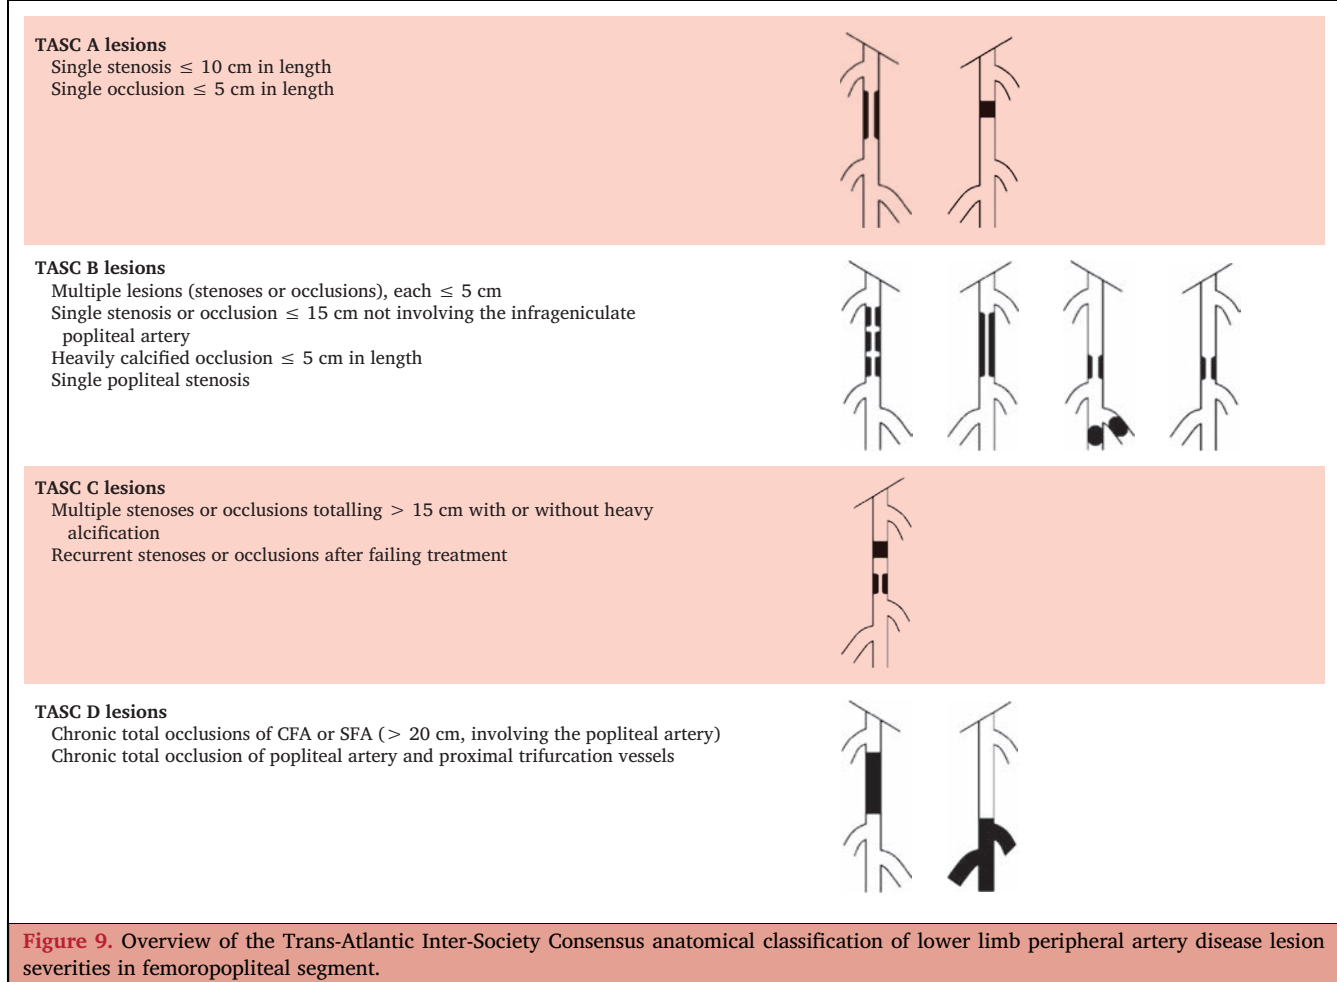 TASC A lesions
Single stenosis ≤ 10 cm in length
Single occlusion ≤ 5 cm in length
TASC B lesions
Multiple lesions (stenoses or occlusions), each ≤ 5 cm
Single stenosis or occlusion ≤ 15 cm not involving the infrageniculate
popliteal artery
Heavily calcified occlusion ≤ 5 cm in length
Single popliteal stenosis
TASC C lesions
Multiple stenoses or occlusions totalling > 15 cm with or without heavy
alcification
Recurrent stenoses or occlusions after failing treatment
TASC D lesions
Chronic total occlusions of CFA or SFA (> 20 cm, involving the popliteal artery)
Chronic total occlusion of popliteal artery and proximal trifurcation vessels
Figure 9. Overview of the Trans-Atlantic Inter-Society Consensus anatomical classification of lower limb peripheral artery disease lesion
severities in femoropopliteal segment.